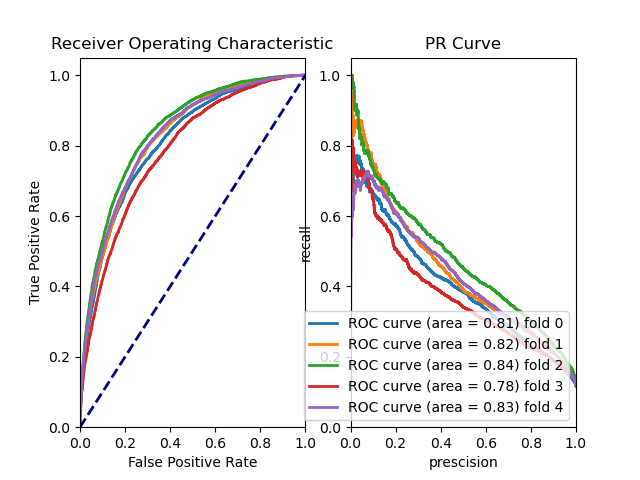 Receiver Operating Characteristic
PR Curve
1.0
0.8
0.6
0.4
0.2
0.0
True Positive Rate
0.0 0.2 0.4 0.6 0.8 1.0
False Positive Rate
1.0
0.8
0.6
0.4
0.2
0.0
recall
0.0 0.2 0.4 0.6 0.8 1.0
prescision
ROC curve (area = 0.81) fold 0
ROC curve (area = 0.82) fold 1
ROC curve (area = 0.84) fold 2
ROC curve (area = 0.78) fold 3
ROC curve (area = 0.83) fold 4